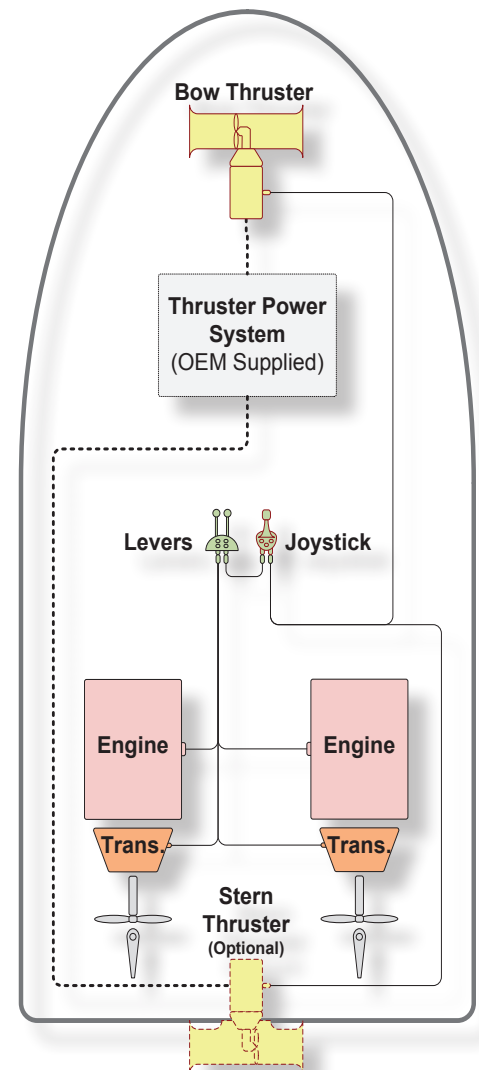 Bow Thruster
Thruster Power
System
(OEM Supplied)
Levers
Joystick
Engine
Engine
Trans.
Trans.
Stern
Thruster
(Optional)